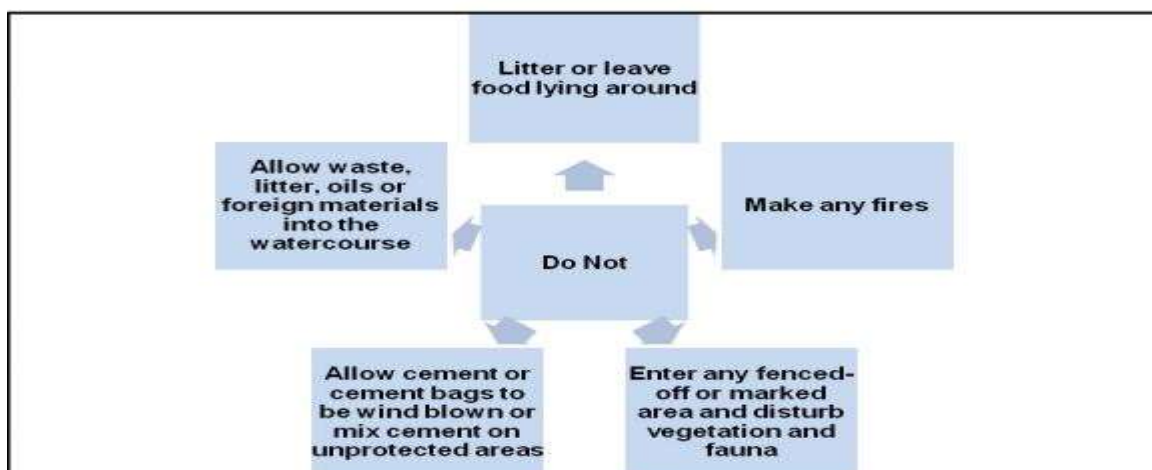 Litter or leave
food lying around
Allow waste,
litter, oils or
foreign materials
into the
watercourse
Make any fires
Do Not
Allow cement or
cement bags to
be wind blown or
mix cement on
unprotected areas
Enter any fenced-
off or marked
area and disturb
vegetation and
fauna